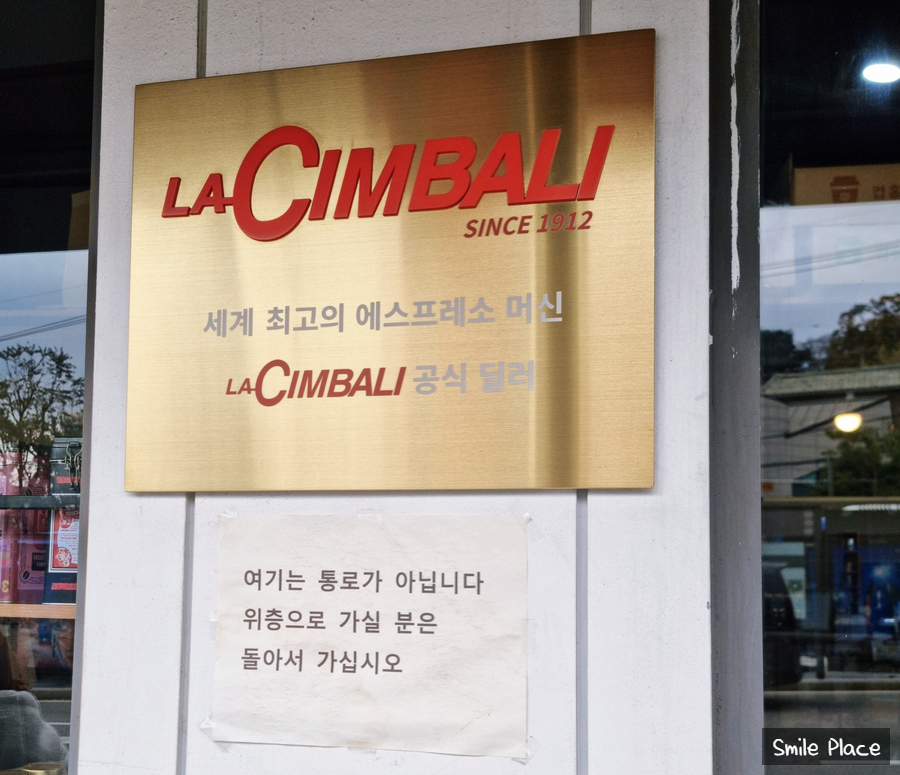 LA CIMBALI
SINCE 1912
세계 최고의 에스프레소 머신
LA CIMBALI 공식 딜러
여기는 통로가 아닙니다
위층으로 가실 분은
돌아서 가십시오
Smile Place